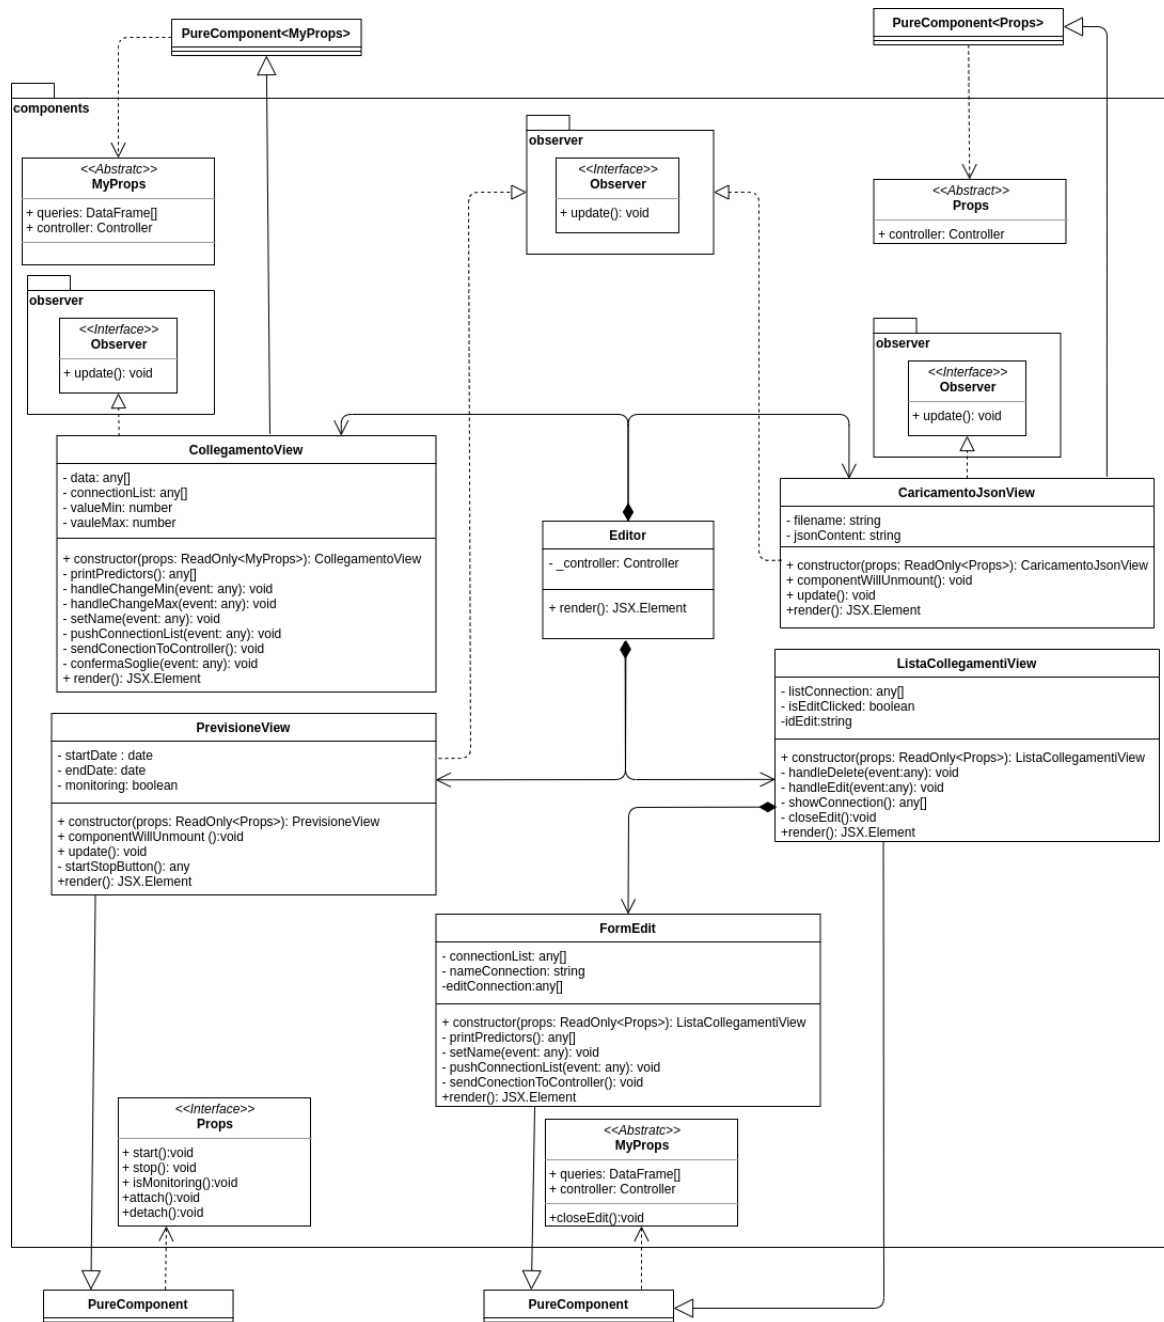 PureComponent<MyProps>
PureComponent<Props>
components
<<Abstratc>>
MyProps
+ queries: DataFrame[]
+ controller: Controller
observer
<<Interface>>
Observer
+ update(): void
<<Abstract>>
Props
+ controller: Controller
observer
<<Interface>>
Observer
+ update(): void
observer
<<Interface>>
Observer
+ update(): void
CollegamentoView
- data: any[]
- connectionList: any[]
- valueMin: number
- vauleMax: number
+ constructor(props: ReadOnly<MyProps>): CollegamentoView
- printPredictors(): any[]
- handleChangeMin(event: any): void
- handleChangeMax(event: any): void
- setName(event: any): void
- pushConnectionList(event: any): void
- sendConectionToController(): void
- confermaSoglie(event: any): void
+ render(): JSX.Element
Editor
- _controller: Controller
+ render(): JSX.Element
CaricamentoJsonView
- filename: string
- jsonContent: string
+ constructor(props: ReadOnly<Props>): CaricamentoJsonView
+ componentWillUnmount(): void
+ update(): void
+render(): JSX.Element
ListaCollegamentiView
- listConnection: any[]
- isEditClicked: boolean
-idEdit:string
+ constructor(props: ReadOnly<Props>): ListaCollegamentiView
- handleDelete(event:any): void
- handleEdit(event:any): void
- showConnection(): any[]
- closeEdit():void
+render(): JSX.Element
PrevisioneView
- startDate : date
- endDate: date
- monitoring: boolean
+ constructor(props: ReadOnly<Props>): PrevisioneView
+ componentWillUnmount ():void
+ update(): void
- startStopButton(): any
+render(): JSX.Element
FormEdit
- connectionList: any[]
- nameConnection: string
-editConnection:any[]
+ constructor(props: ReadOnly<Props>): ListaCollegamentiView
- printPredictors(): any[]
- setName(event: any): void
- pushConnectionList(event: any): void
- sendConectionToController(): void
+render(): JSX.Element
<<Interface>>
Props
+ start():void
+ stop(): void
+ isMonitoring():void
+attach():void
+detach():void
<<Abstratc>>
MyProps
+ queries: DataFrame[]
+ controller: Controller
+closeEdit():void
PureComponent
PureComponent